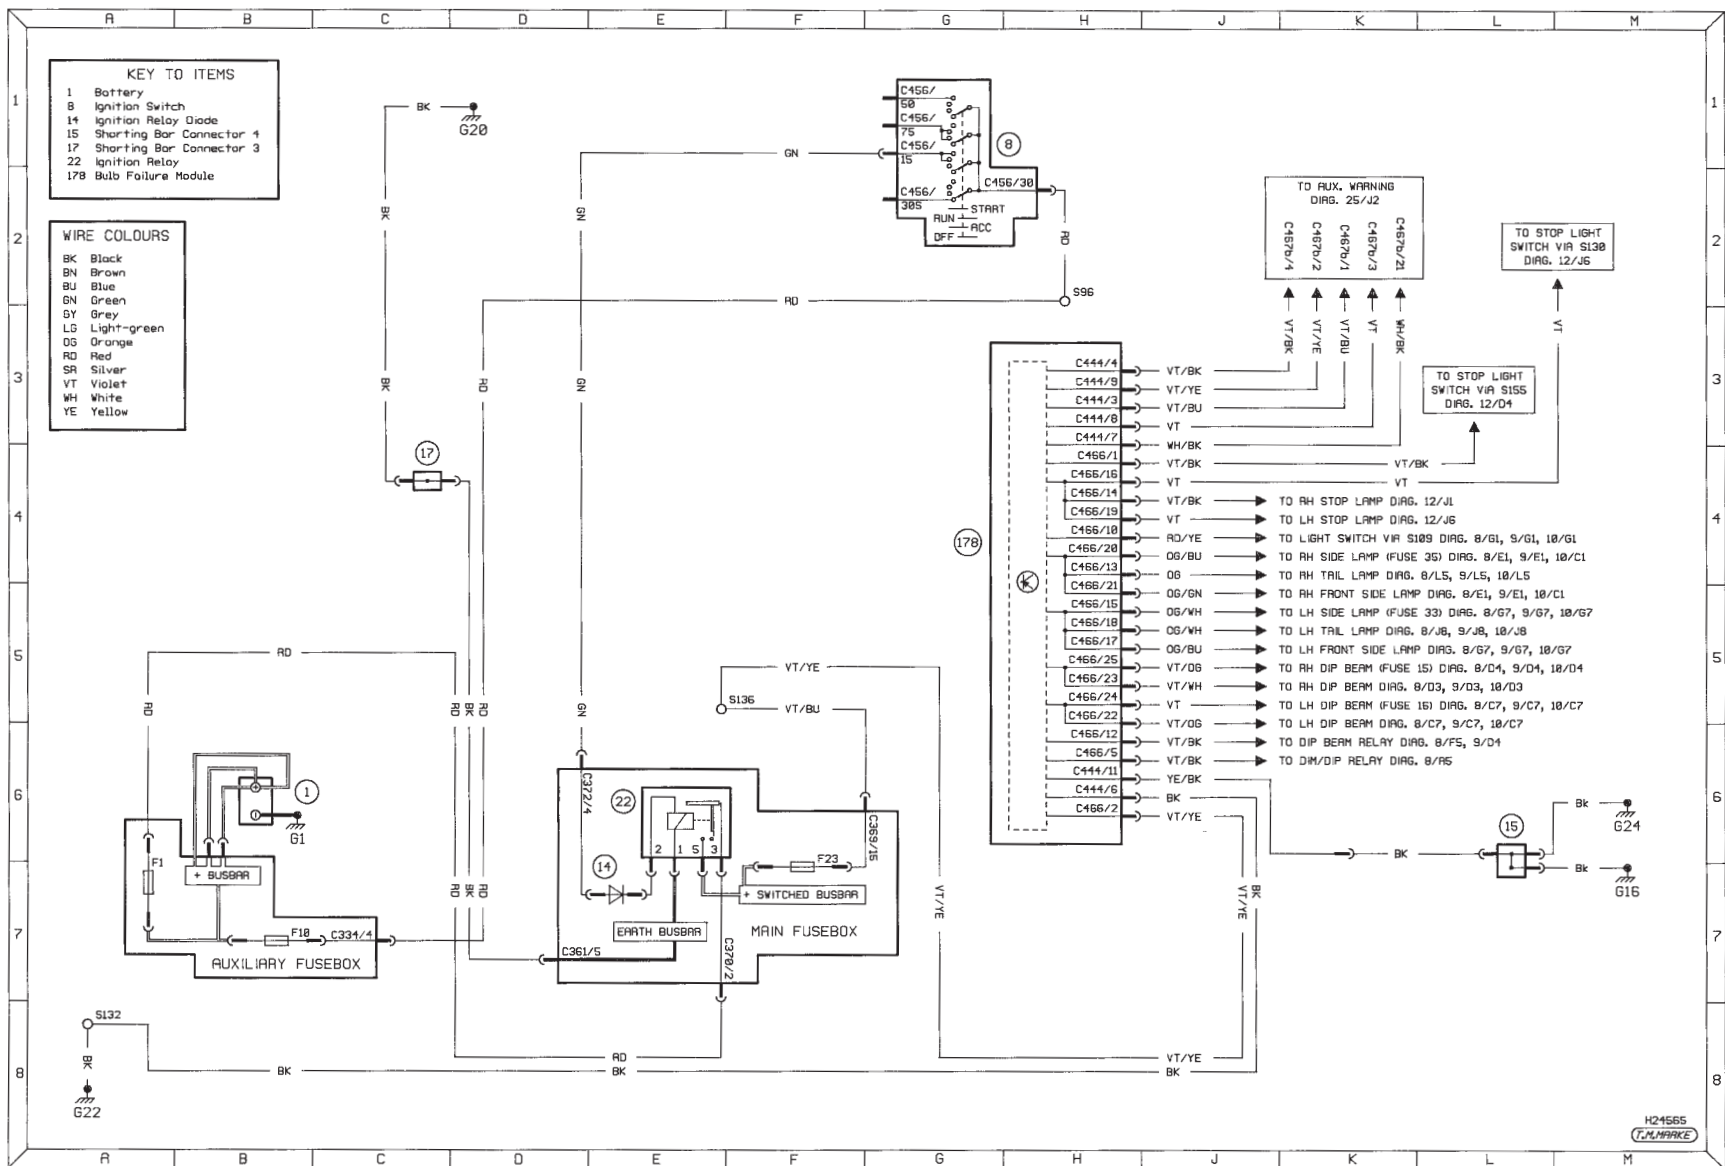 A B C D E F G H J K L M
KEY TO ITEMS
1 Battery
8 Ignition Switch
14 Ignition Relay Diode
15 Shorting Bar Connector 4
17 Shorting Bar Connector 3
22 Ignition Relay
178 Bulb Failure Module
WIRE COLOURS
BK Black
BN Brown
BU Blue
GN Green
GY Grey
LG Light-green
OG Orange
RD Red
SR Silver
VT Violet
WH White
YE Yellow
1
2
3
4
5
6
7
8
BK
G20
BK
BK
17
GN
GN
GN
GN
C456/
50
C456/
75
C456/
15
C456/
30S
C456/30
START
RUN
ACC
OFF
8
RD
S96
RD
RD
TO AUX. WARNING
DIAG. 25/J2
C467b/4
C467b/2
C467b/1
C467b/3
C467b/21
VT/BK
VT/YE
VT/BU
VT
WH/BK
TO STOP LIGHT
SWITCH VIA S130
DIAG. 12/J6
VT
TO STOP LIGHT
SWITCH VIA S155
DIAG. 12/D4
178
C444/4 VT/BK
C444/9 VT/YE
C444/3 VT/BU
C444/8 VT
C444/7 WH/BK
C466/1 VT/BK VT/BK
C466/16 VT VT
C466/14 VT/BK TO RH STOP LAMP DIAG. 12/J1
C466/19 VT TO LH STOP LAMP DIAG. 12/J6
C466/10 RD/YE TO LIGHT SWITCH VIA S109 DIAG. 8/G1, 9/G1, 10/G1
C466/20 OG/BU TO RH SIDE LAMP (FUSE 35) DIAG. 8/E1, 9/E1, 10/C1
C466/13 OG TO RH TAIL LAMP DIAG. 8/L5, 9/L5, 10/L5
C466/21 OG/GN TO RH FRONT SIDE LAMP DIAG. 8/E1, 9/E1, 10/C1
C466/15 OG/WH TO LH SIDE LAMP (FUSE 33) DIAG. 8/G7, 9/G7, 10/G7
C466/18 OG/WH TO LH TAIL LAMP DIAG. 8/J8, 9/J8, 10/J8
C466/17 OG/BU TO LH FRONT SIDE LAMP DIAG. 8/G7, 9/G7, 10/G7
C466/25 VT/OG TO RH DIP BEAM (FUSE 15) DIAG. 8/D4, 9/D4, 10/D4
C466/23 VT/WH TO RH DIP BEAM DIAG. 8/D3, 9/D3, 10/D3
C466/24 VT TO LH DIP BEAM (FUSE 16) DIAG. 8/C7, 9/C7, 10/C7
C466/22 VT/OG TO LH DIP BEAM DIAG. 8/C7, 9/C7, 10/C7
C466/12 VT/BK TO DIP BEAM RELAY DIAG. 8/F5, 9/D4
C466/5 VT/BK TO DIM/DIP RELAY DIAG. 8/A5
C444/11 YE/BK
C444/6 BK
C466/2 VT/YE
RD
RD
RD
BK
RD
VT/YE
S136
VT/BU
1
G1
F1
+ BUSBAR
F10
C334/4
AUXILIARY FUSEBOX
RD
BK
RD
C372/4
22
2 1 5 3
14
EARTH BUSBAR
C361/5
C370/2
F23
C369/15
+ SWITCHED BUSBAR
MAIN FUSEBOX
VT/YE
VT/YE
BK
BK
15
Bk
G24
Bk
G16
S132
BK
G22
BK
RD
BK
VT/YE
BK
H24565
T.M.MARKE
1
2
3
4
5
6
7
8
A B C D E F G H J K L M